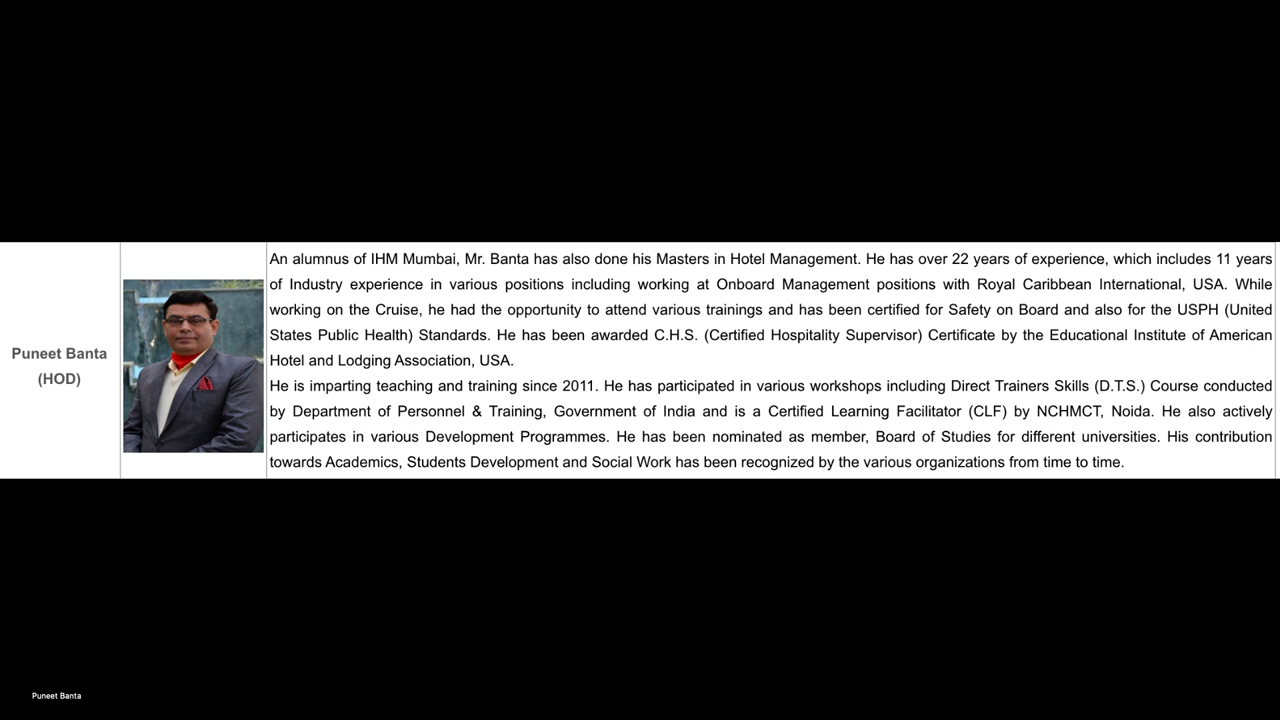 Puneet Banta
(HOD)
An alumnus of IHM Mumbai, Mr. Banta has also done his Masters in Hotel Management. He has over 22 years of experience, which includes 11 years
of Industry experience in various positions including working at Onboard Management positions with Royal Caribbean International, USA. While
working on the Cruise, he had the opportunity to attend various trainings and has been certified for Safety on Board and also for the USPH (United
States Public Health) Standards. He has been awarded C.H.S. (Certified Hospitality Supervisor) Certificate by the Educational Institute of American
Hotel and Lodging Association, USA.
He is imparting teaching and training since 2011. He has participated in various workshops including Direct Trainers Skills (D.T.S.) Course conducted
by Department of Personnel & Training, Government of India and is a Certified Learning Facilitator (CLF) by NCHMCT, Noida. He also actively
participates in various Development Programmes. He has been nominated as member, Board of Studies for different universities. His contribution
towards Academics, Students Development and Social Work has been recognized by the various organizations from time to time.
Puneet Banta